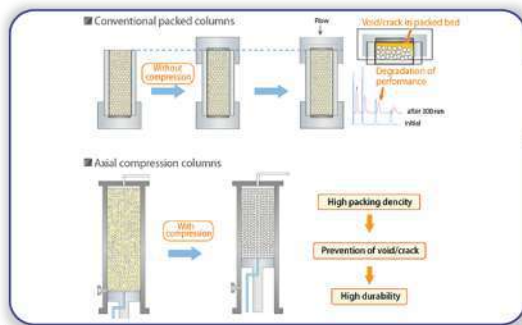 Conventional packed columns
Flow
Void/crack in packed bed
Without
compression
Degradation of
performance
after 300 runs
initial
Axial compression columns
With
compression
High packing dencity
Prevention of void/crack
High durability